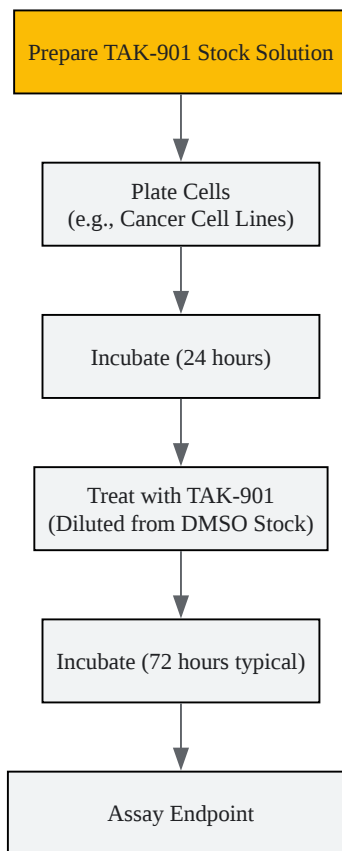 Prepare TAK-901 Stock Solution
Plate Cells
(e.g., Cancer Cell Lines)
Incubate (24 hours)
Treat with TAK-901
(Diluted from DMSO Stock)
Incubate (72 hours typical)
Assay Endpoint